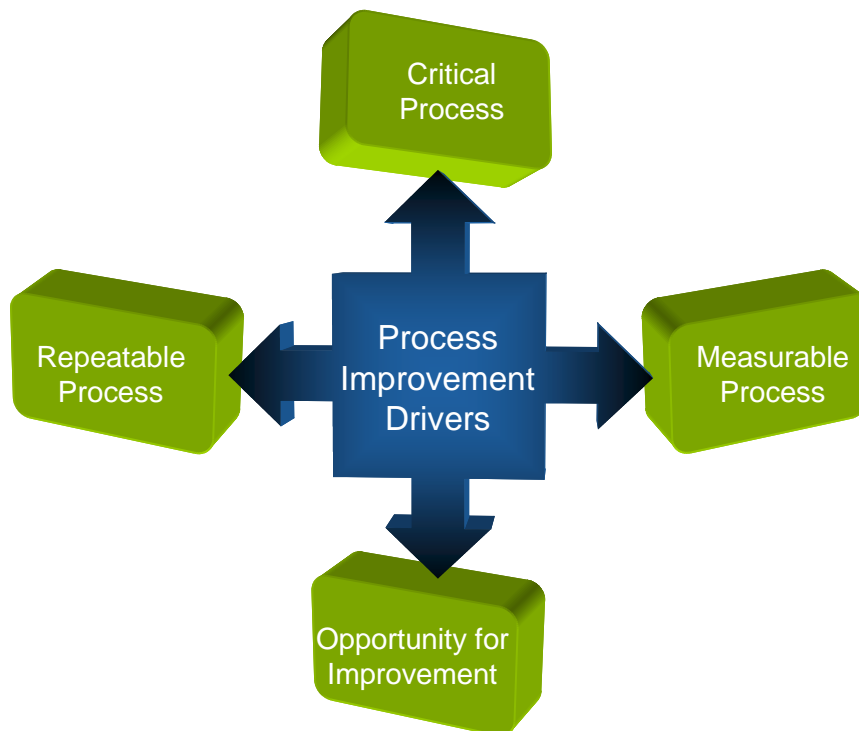 Critical
Process
Repeatable
Process
Process
Improvement
Drivers
Measurable
Process
Opportunity for
Improvement